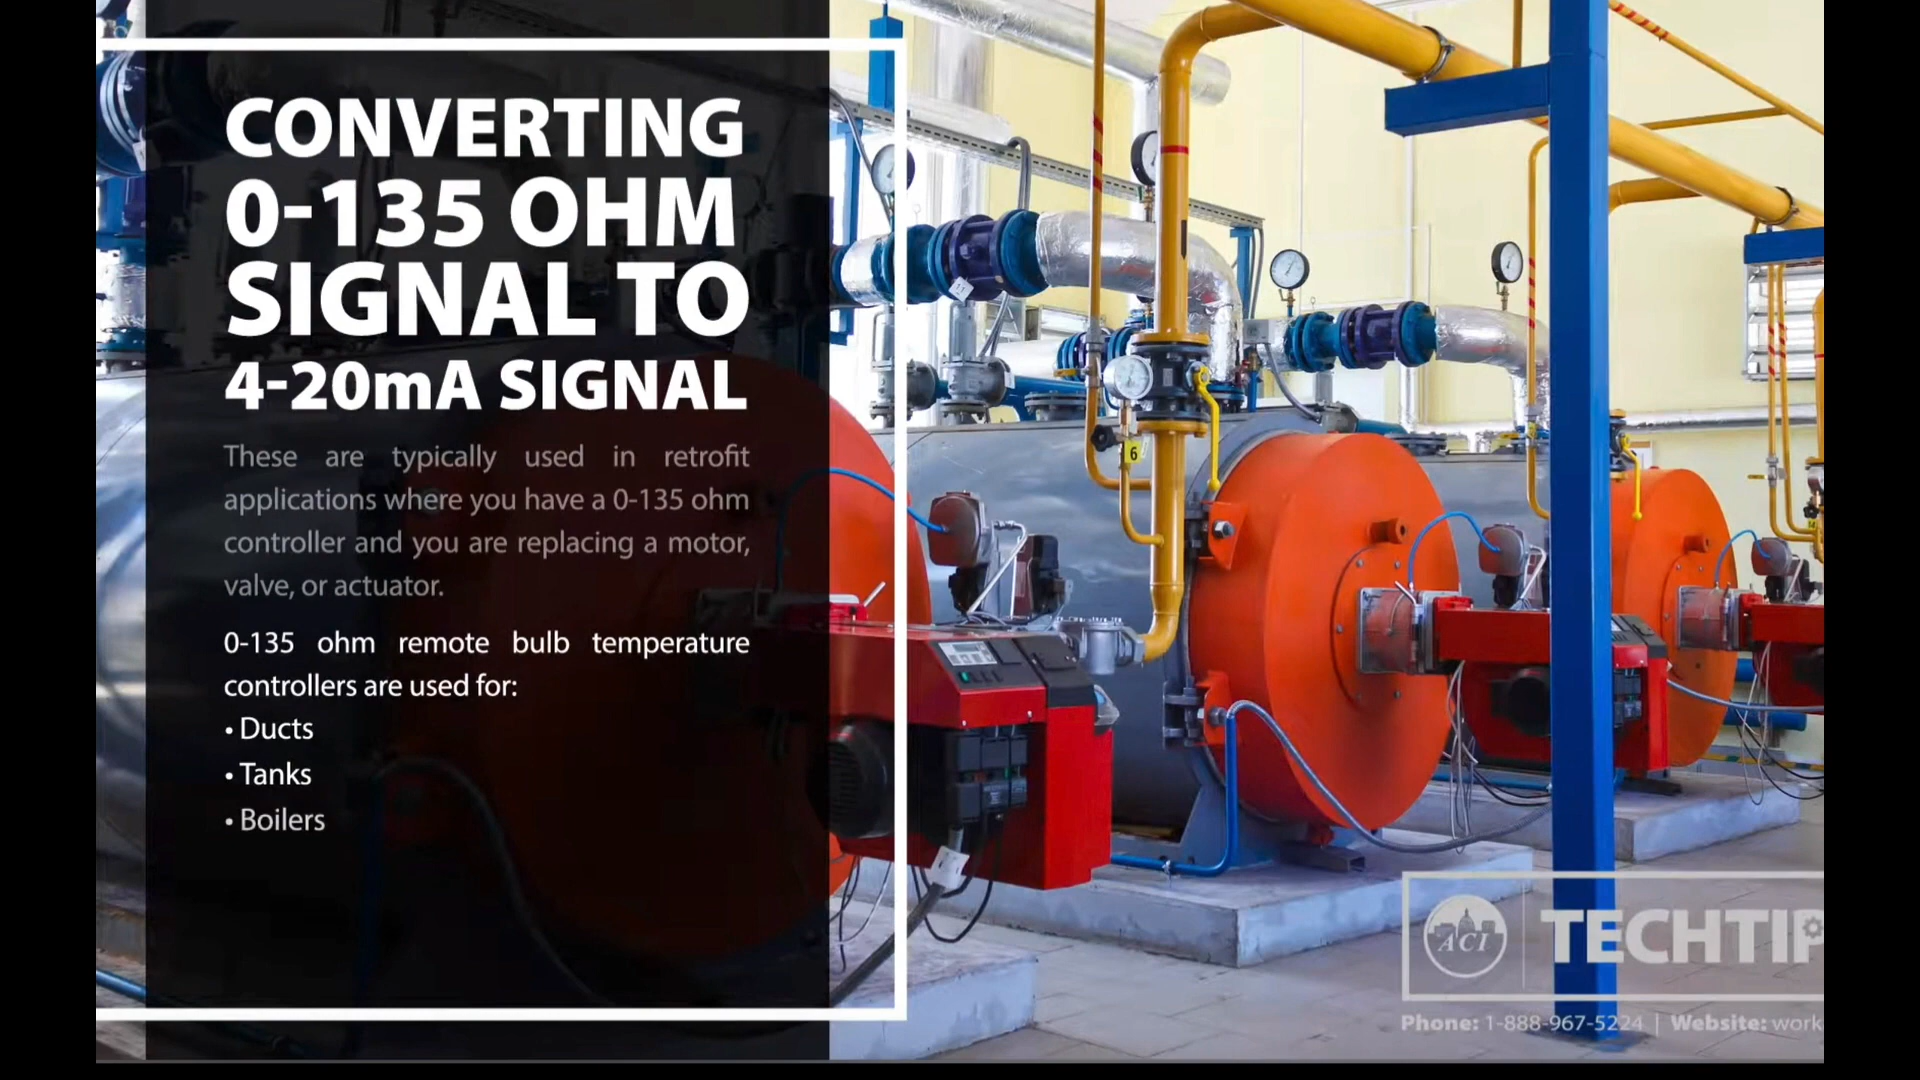 CONVERTING
0-135 OHM
SIGNAL TO
4-20mA SIGNAL
These are typically used in retrofit
applications where you have a 0-135 ohm
controller and you are replacing a motor,
valve, or actuator.
0-135 ohm remote bulb temperature
controllers are used for:
• Ducts
• Tanks
• Boilers
6
ACI
TECHTIP
Phone: 1-888-967-5224 | Website: work